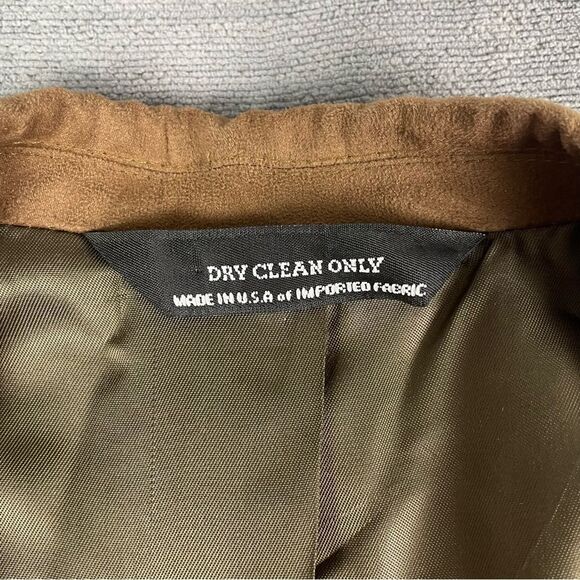 DRY CLEAN ONLY
MADE IN U.S.A of IMPORTED FABRIC